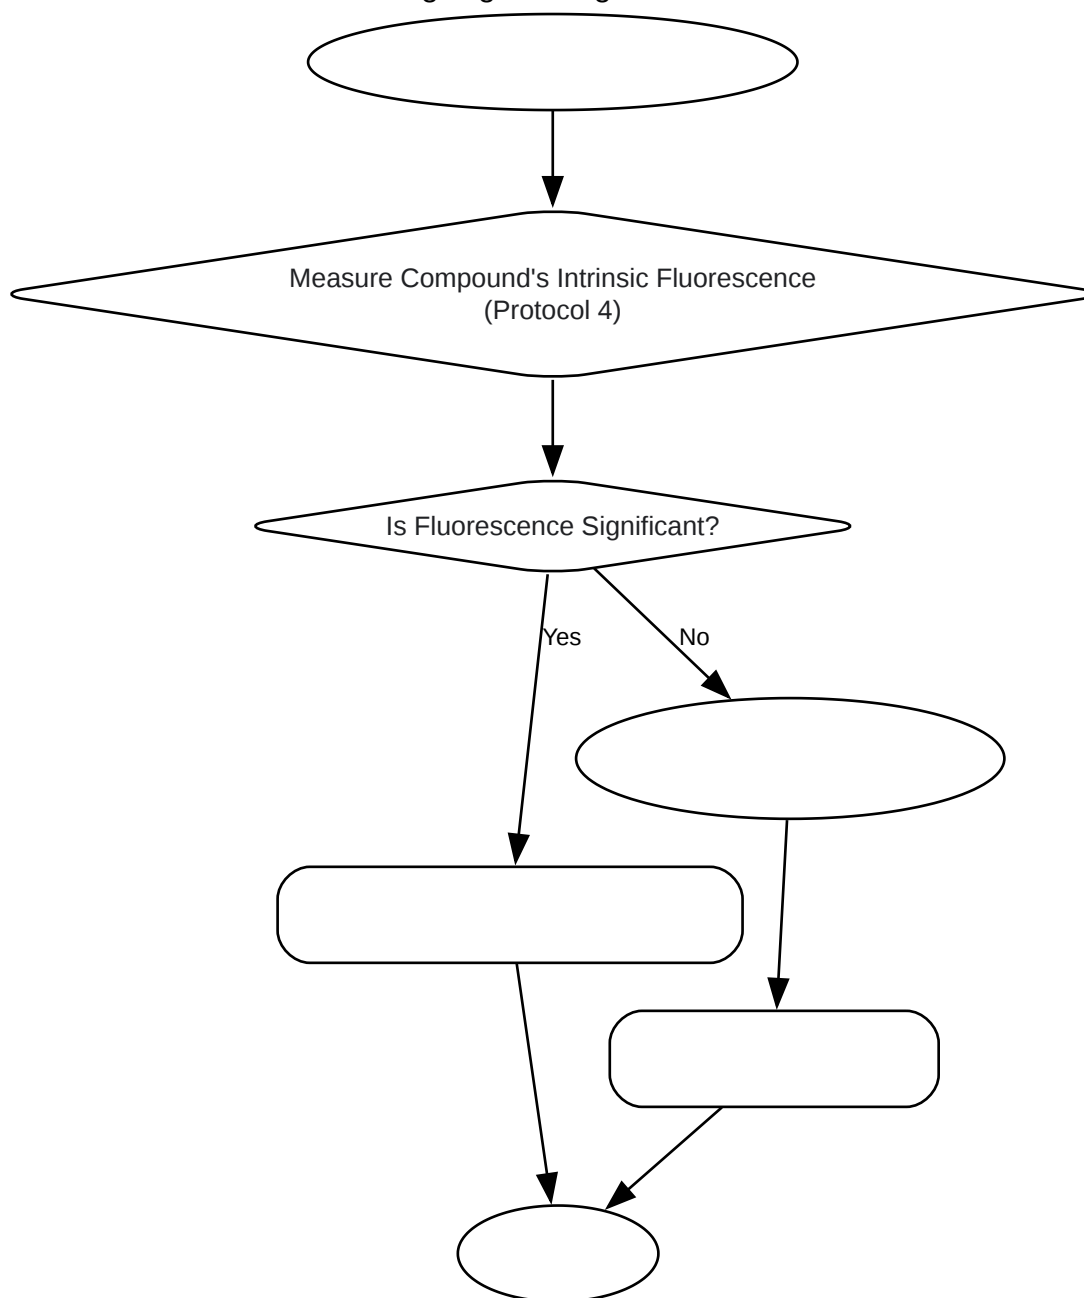 Measure Compound's Intrinsic Fluorescence
(Protocol 4)
Is Fluorescence Significant?
Yes
No